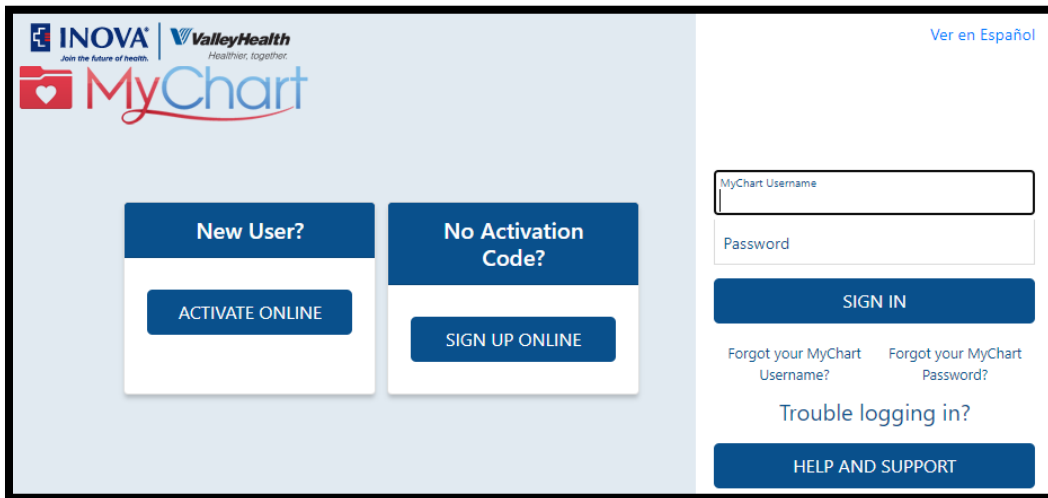 INOVA®
Join the future of health.
ValleyHealth
Healthier, together.
MyChart
Ver en Español
New User?
ACTIVATE ONLINE
No Activation
Code?
SIGN UP ONLINE
MyChart Username
Password
SIGN IN
Forgot your MyChart
Username?
Forgot your MyChart
Password?
Trouble logging in?
HELP AND SUPPORT